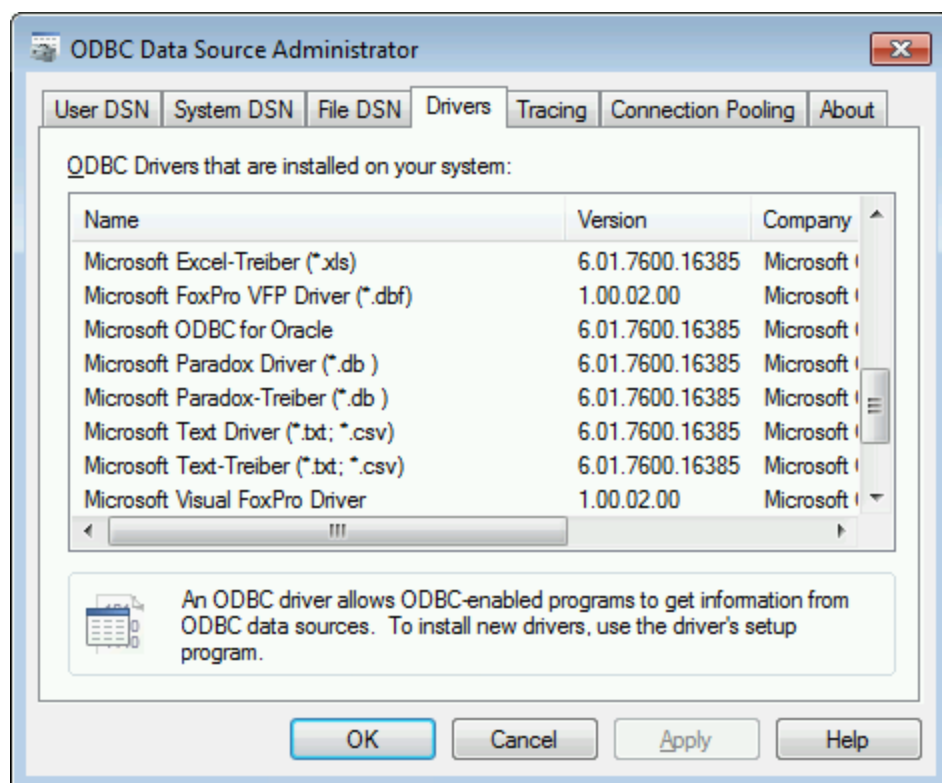 ODBC Data Source Administrator
User DSN System DSN File DSN Drivers Tracing Connection Pooling About
ODBC Drivers that are installed on your system:
Name Version Company
Microsoft Excel-Treiber (*.xls) 6.01.7600.16385 Microsoft
Microsoft FoxPro VFP Driver (*.dbf) 1.00.02.00 Microsoft
Microsoft ODBC for Oracle 6.01.7600.16385 Microsoft
Microsoft Paradox Driver (*.db ) 6.01.7600.16385 Microsoft
Microsoft Paradox-Treiber (*.db ) 6.01.7600.16385 Microsoft
Microsoft Text Driver (*.txt; *.csv) 6.01.7600.16385 Microsoft
Microsoft Text-Treiber (*.txt; *.csv) 6.01.7600.16385 Microsoft
Microsoft Visual FoxPro Driver 1.00.02.00 Microsoft
An ODBC driver allows ODBC-enabled programs to get information from
ODBC data sources. To install new drivers, use the driver's setup
program.
OK Cancel Apply Help